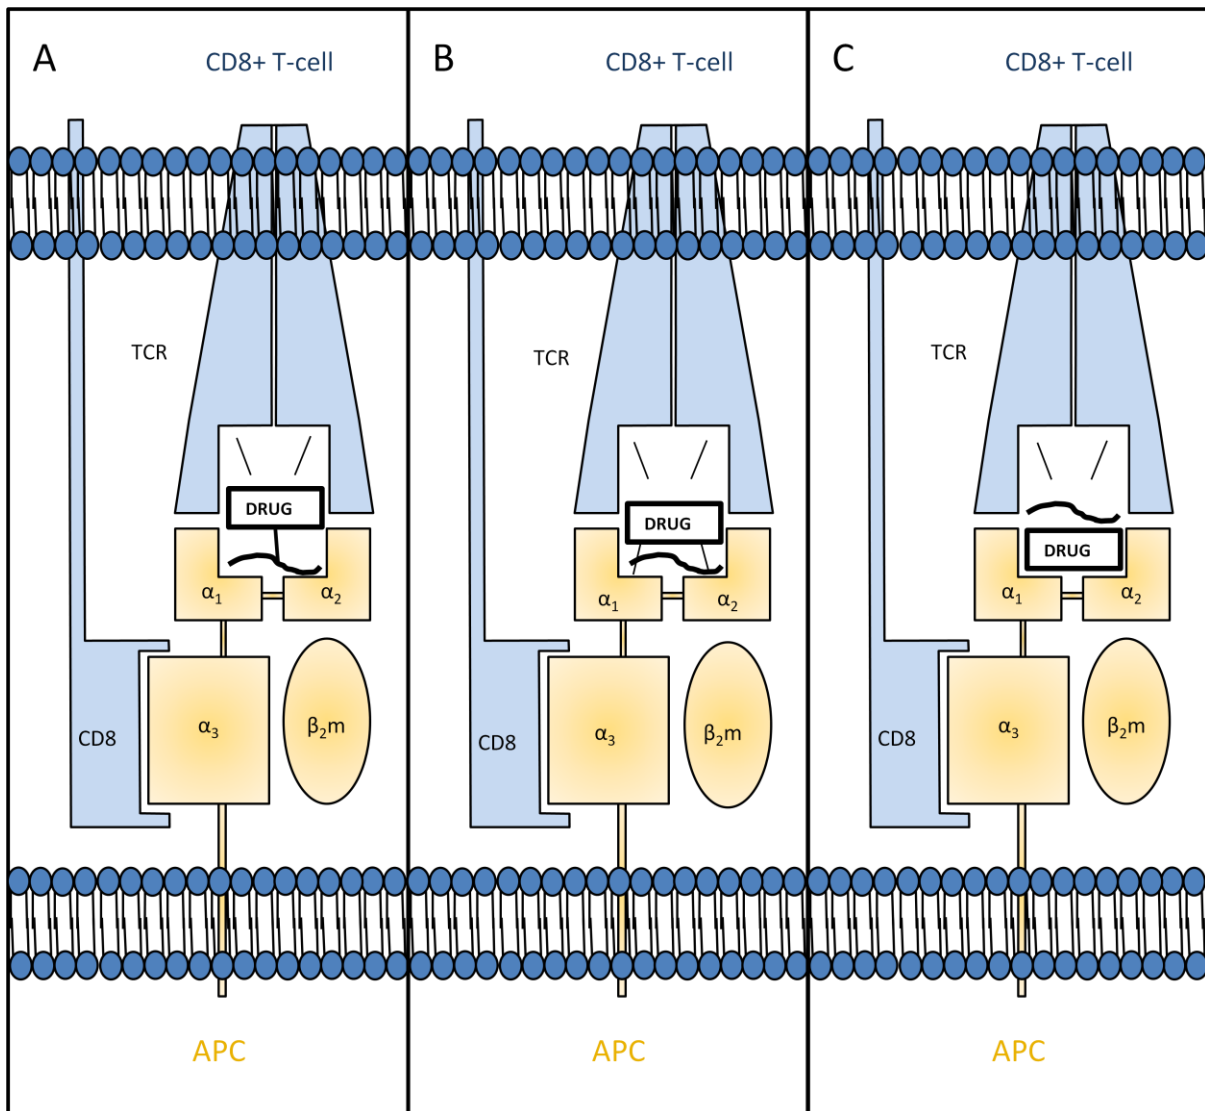 A
CD8+ T-cell
TCR
DRUG
α₁
α₂
α₃
β₂m
CD8
APC
B
CD8+ T-cell
TCR
DRUG
α₁
α₂
α₃
β₂m
CD8
APC
C
CD8+ T-cell
TCR
DRUG
α₁
α₂
α₃
β₂m
CD8
APC